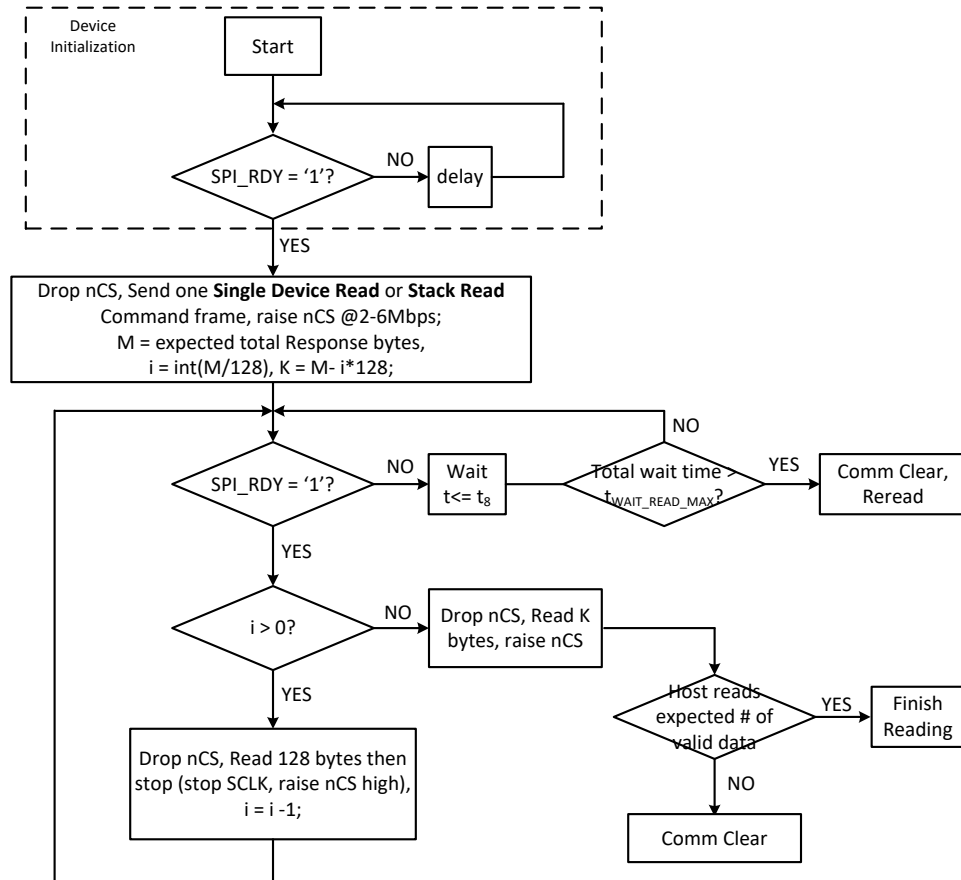 Device
Initialization
Start
SPI_RDY = ‘1’?
NO
delay
YES
Drop nCS, Send one Single Device Read or Stack Read
Command frame, raise nCS @2-6Mbps;
M = expected total Response bytes,
i = int(M/128), K = M- i*128;
NO
SPI_RDY = ‘1’?
NO
Wait
t<= t8
Total wait time >
tWAIT_READ_MAX?
YES
Comm Clear,
Reread
YES
i > 0?
NO
Drop nCS, Read K
bytes, raise nCS
YES
Host reads
expected # of
valid data
YES
Finish
Reading
Drop nCS, Read 128 bytes then
stop (stop SCLK, raise nCS high),
i = i -1;
NO
Comm Clear